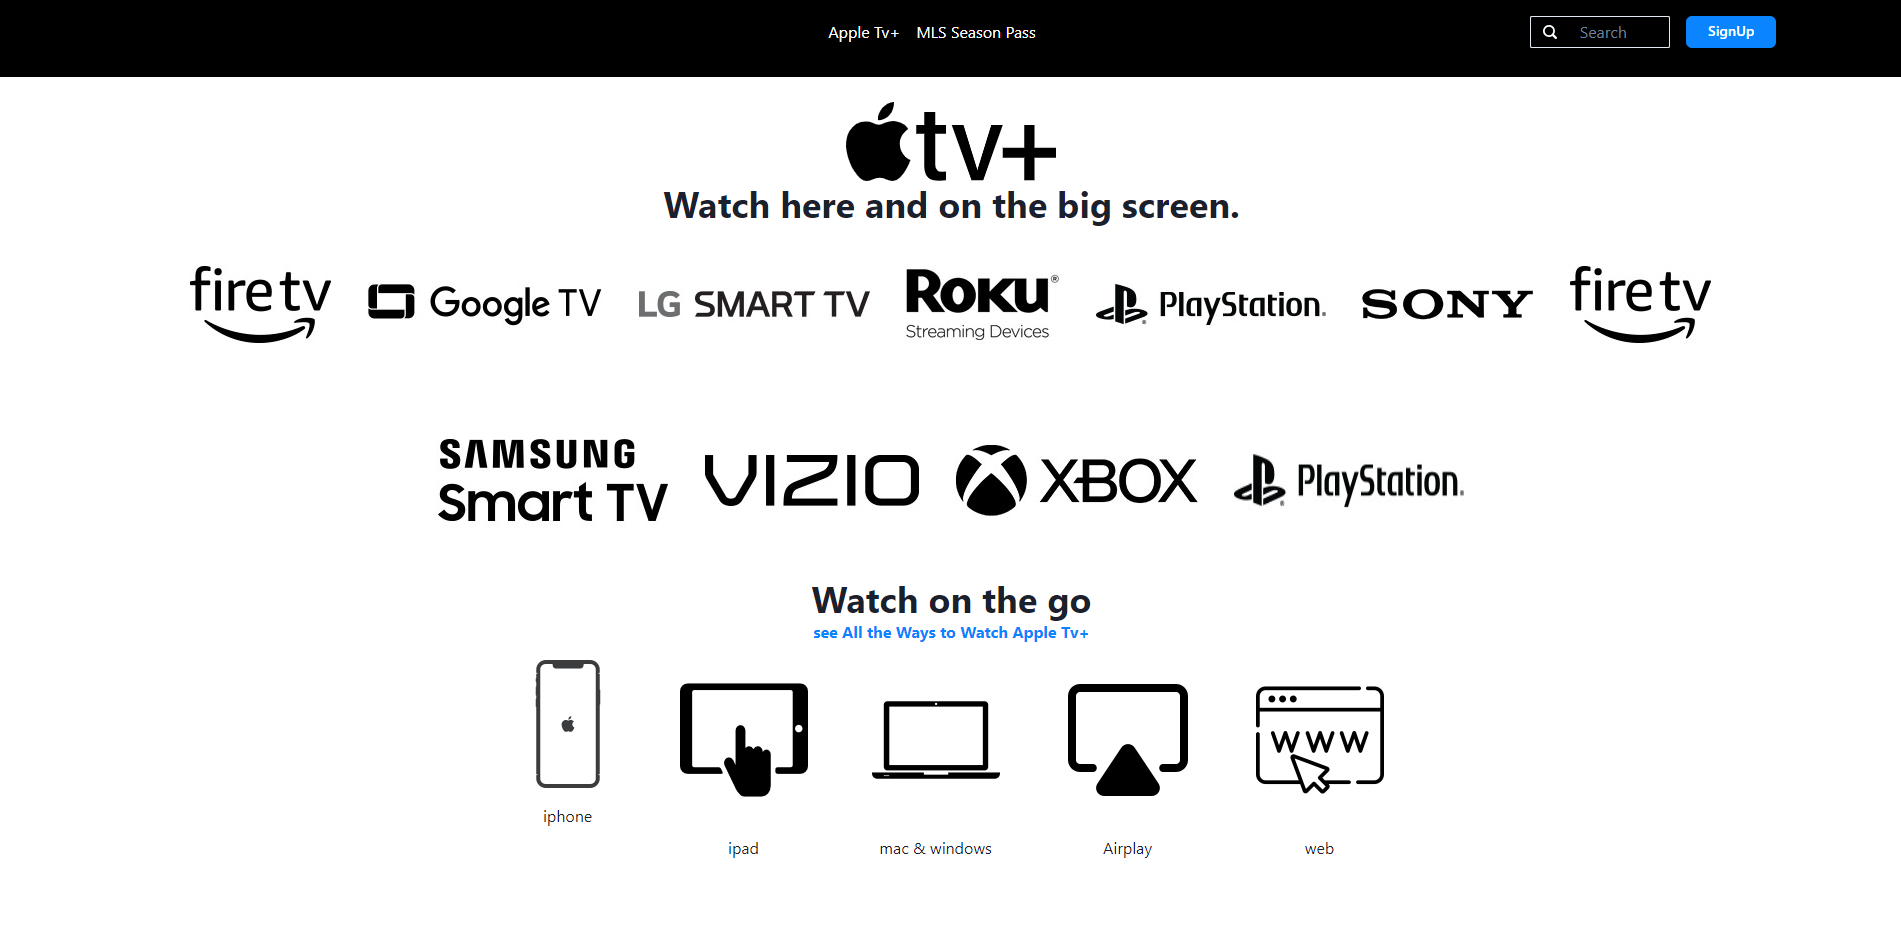 Apple Tv+ MLS Season Pass Search SignUp
tv+
Watch here and on the big screen.
fire tv Google TV LG SMART TV ROKU® PlayStation. SONY fire tv
Streaming Devices
SAMSUNG
Smart TV VIZIO XBOX PlayStation.
Watch on the go
see All the Ways to Watch Apple Tv+
WWW
iphone
ipad mac & windows Airplay web